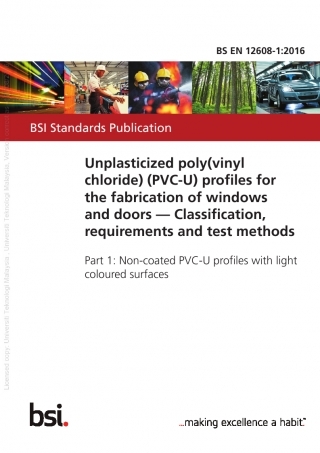 BS EN 12608-1:2016
BSI Standards Publication
Unplasticized poly(vinyl
chloride) (PVC-U) profiles for
the fabrication of windows
and doors — Classification,
requirements and test methods
Part 1: Non-coated PVC-U profiles with light
coloured surfaces
bsi.
...making excellence a habit.™
Licensed copy: Universiti Teknologi Malaysia, Universiti Teknologi Malaysia,